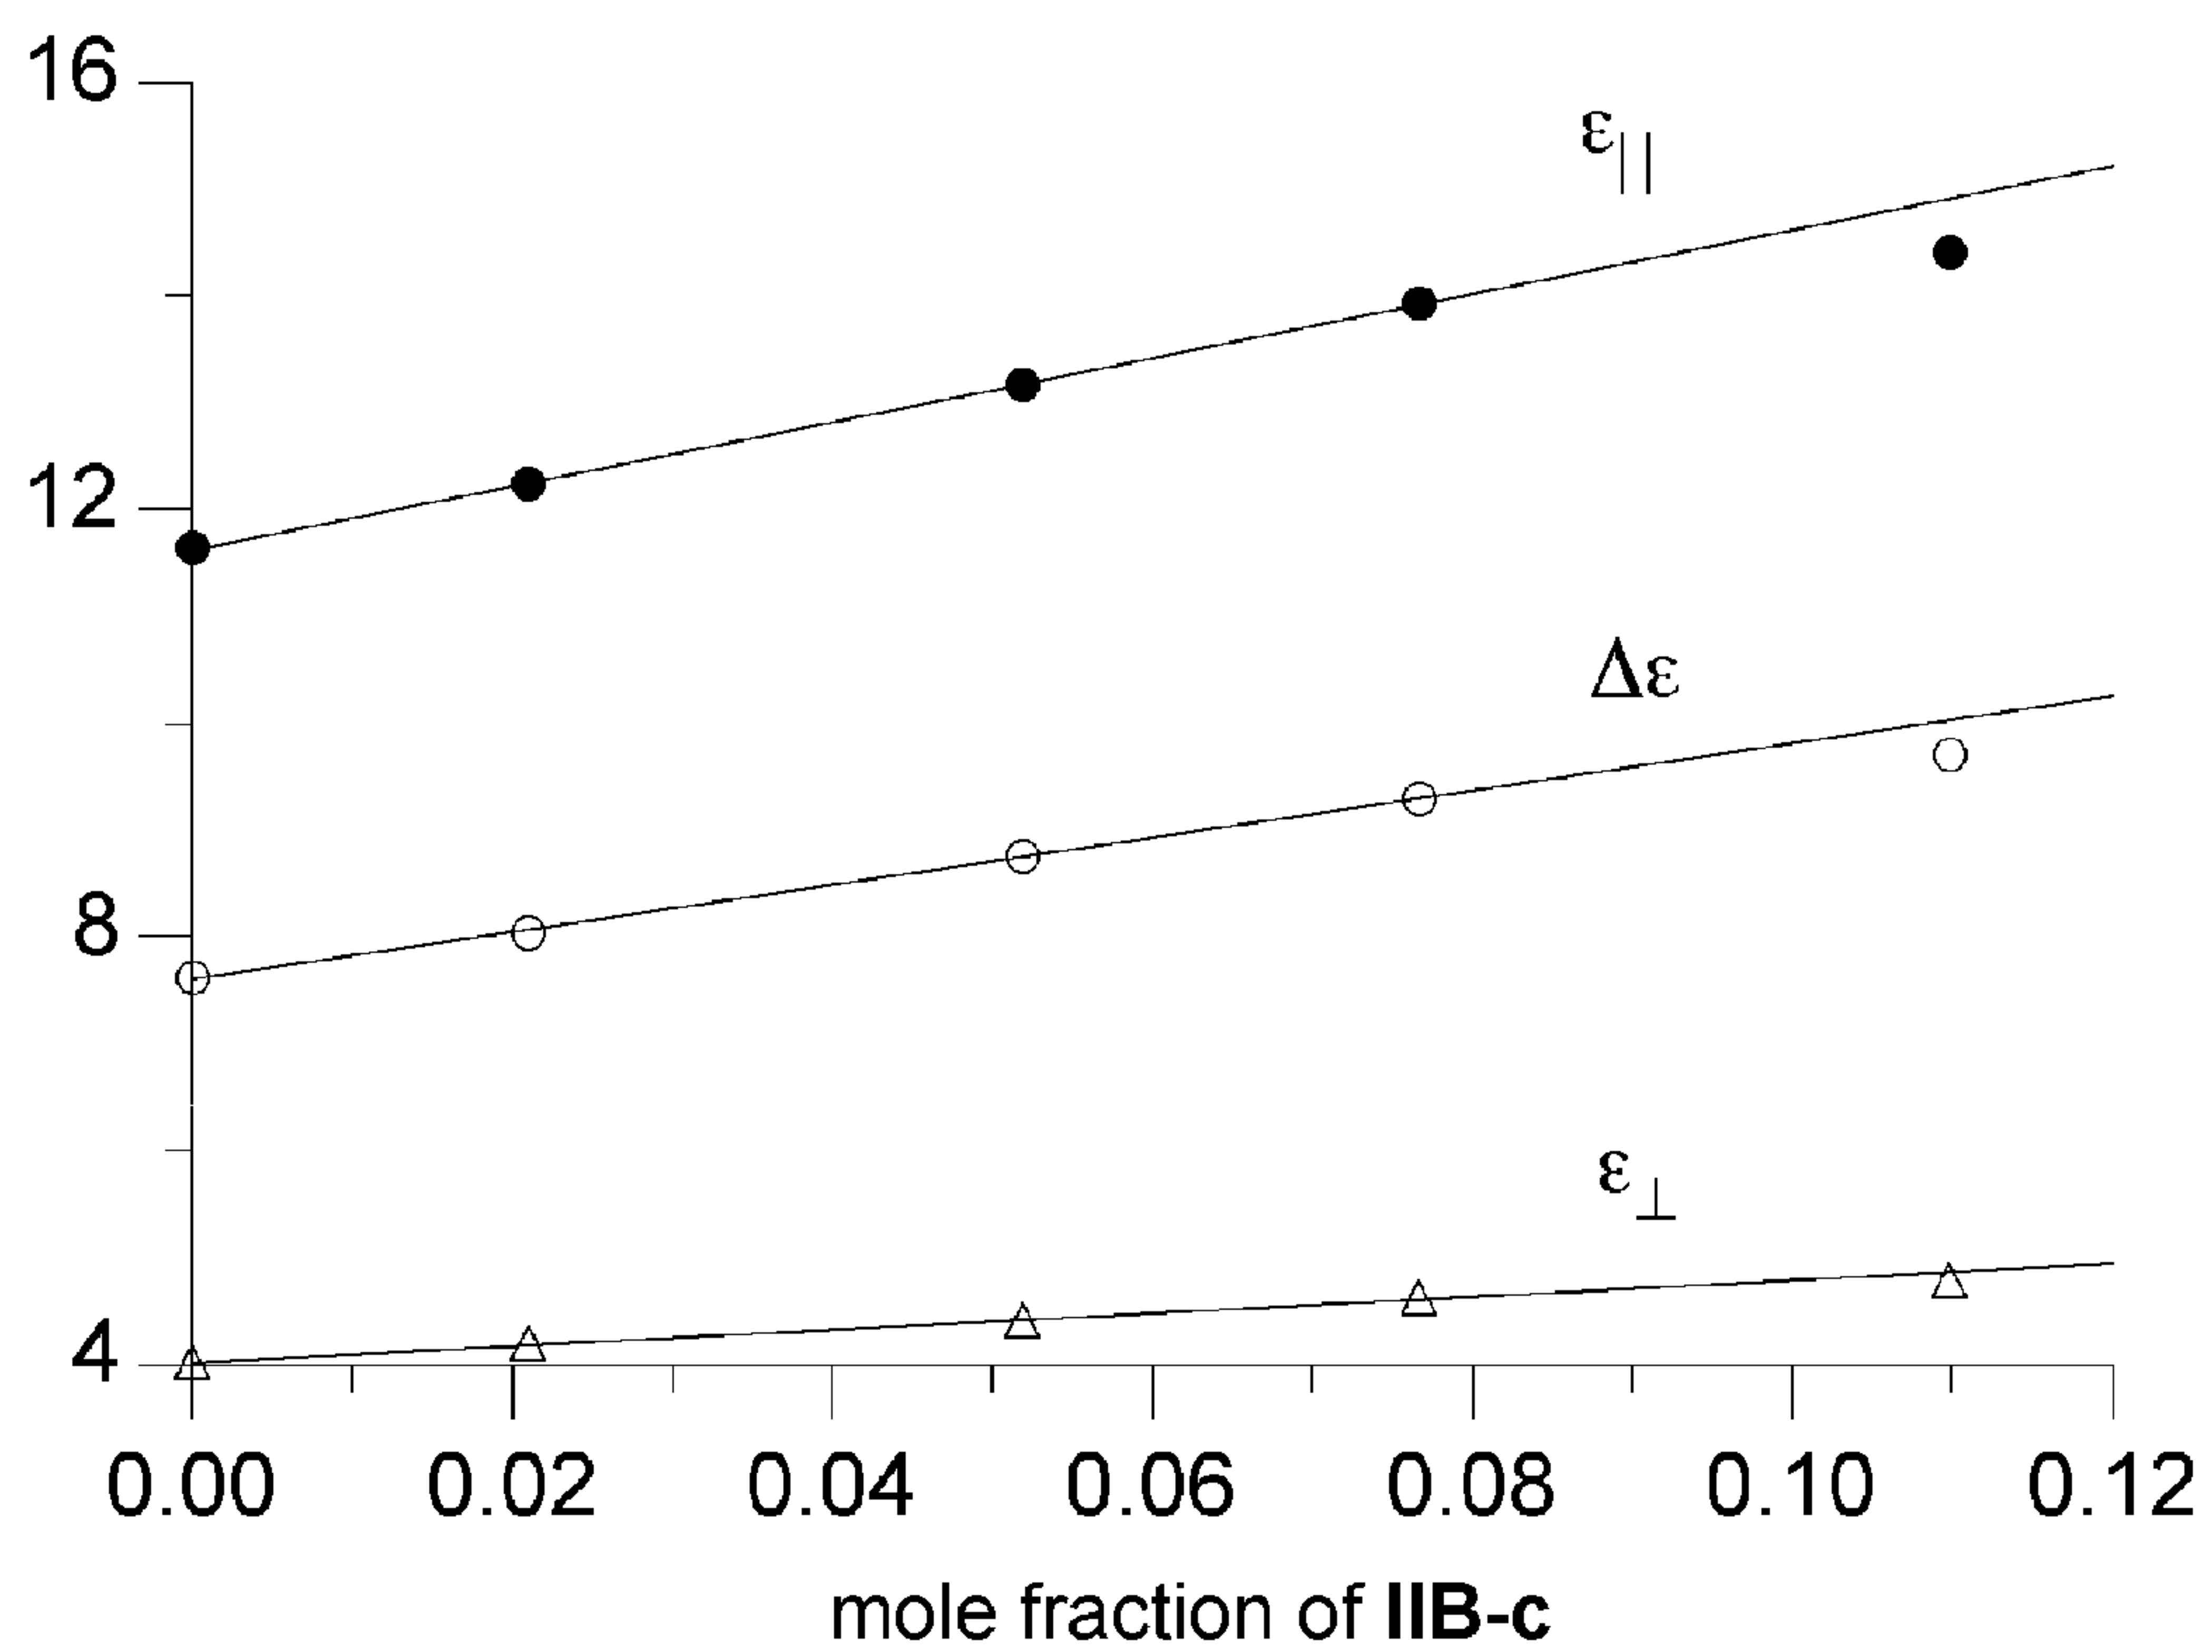 16
ε||
12
Δε
8
ε⊥
4
0.00 0.02 0.04 0.06 0.08 0.10 0.12
mole fraction of IIB-c